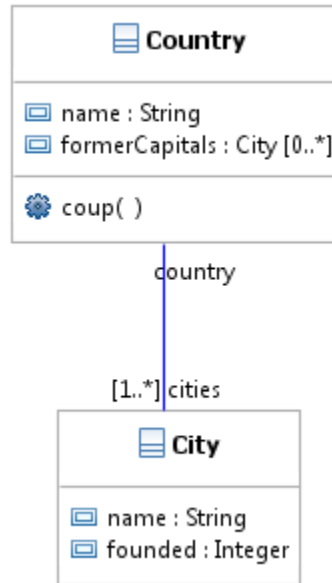 Country
name : String
formerCapitals : City [0..*]
coup( )
country
[1..*] cities
City
name : String
founded : Integer